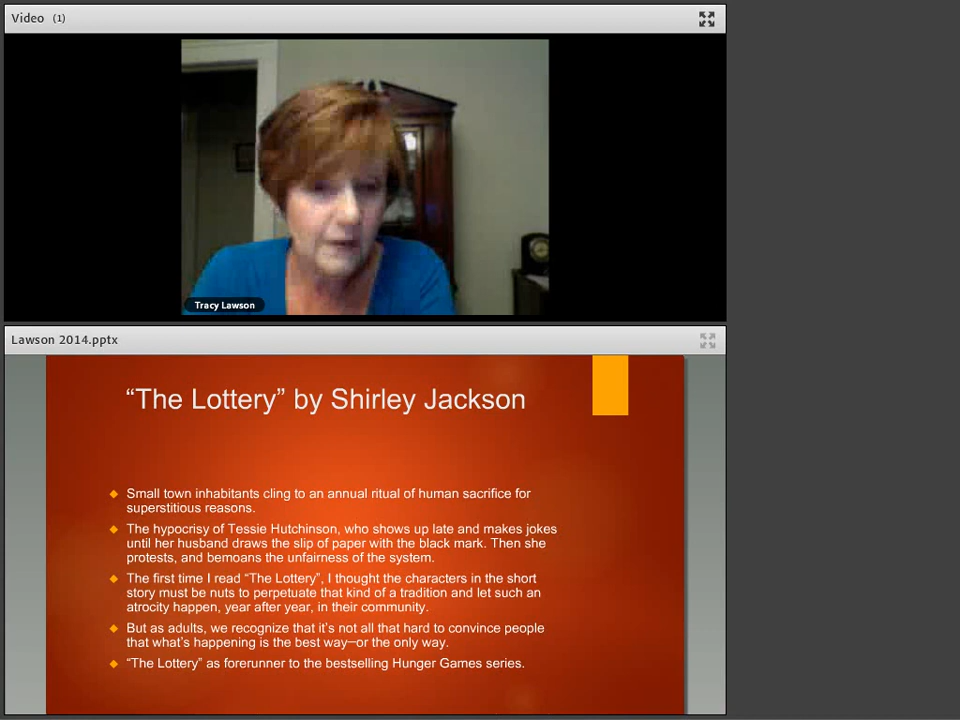 Video (1)
Tracy Lawson
Lawson 2014.pptx
“The Lottery” by Shirley Jackson
Small town inhabitants cling to an annual ritual of human sacrifice for
superstitious reasons.
The hypocrisy of Tessie Hutchinson, who shows up late and makes jokes
until her husband draws the slip of paper with the black mark. Then she
protests, and bemoans the unfairness of the system.
The first time I read “The Lottery”, I thought the characters in the short
story must be nuts to perpetuate that kind of a tradition and let such an
atrocity happen, year after year, in their community.
But as adults, we recognize that it’s not all that hard to convince people
that what’s happening is the best way—or the only way.
“The Lottery” as forerunner to the bestselling Hunger Games series.